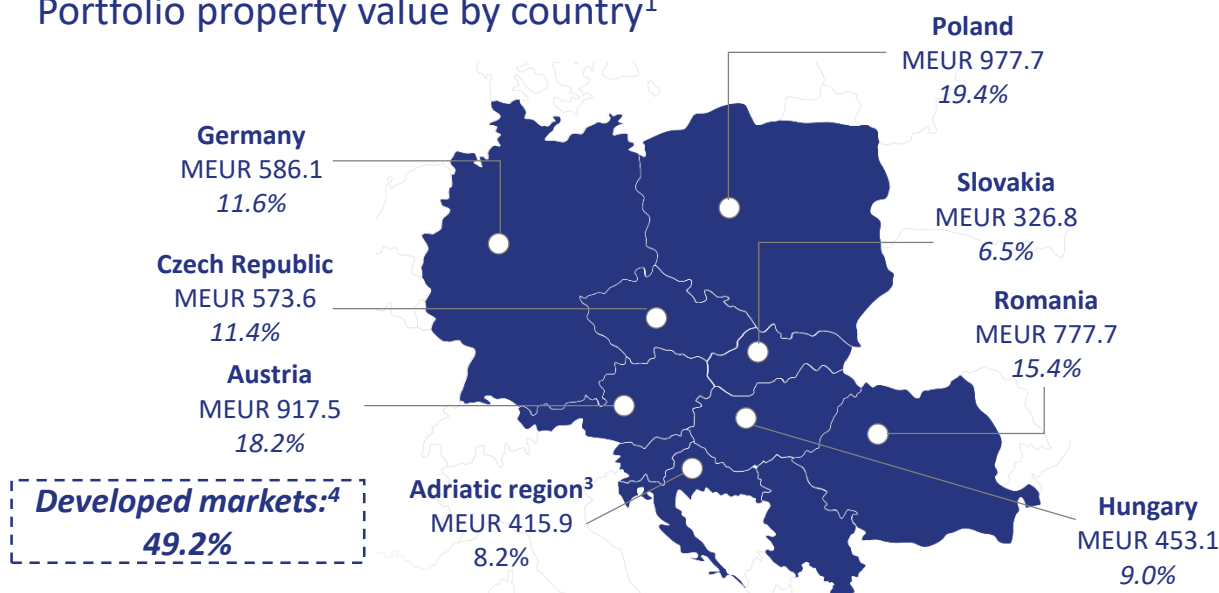 Portfolio property value by country¹
Poland
MEUR 977.7
19.4%
Germany
MEUR 586.1
11.6%
Slovakia
MEUR 326.8
6.5%
Czech Republic
MEUR 573.6
11.4%
Romania
MEUR 777.7
15.4%
Austria
MEUR 917.5
18.2%
Developed markets:⁴
49.2%
Adriatic region³
MEUR 415.9
8.2%
Hungary
MEUR 453.1
9.0%